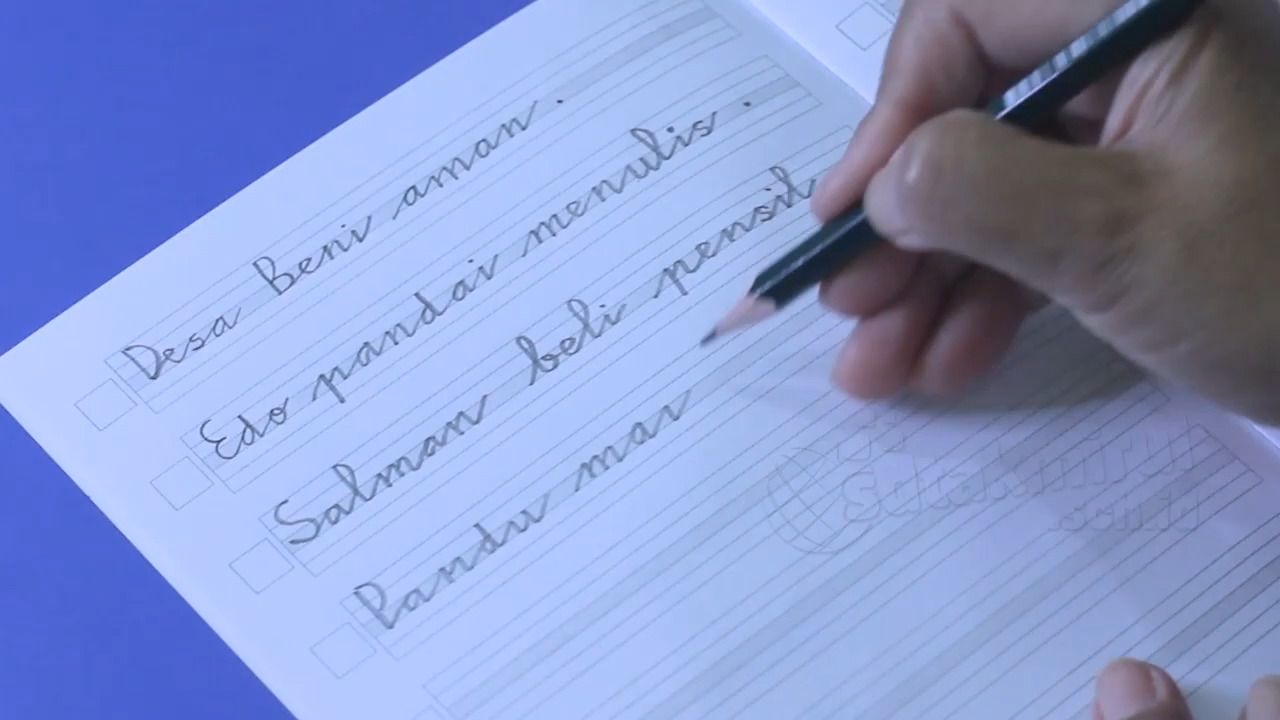 Desa Beni aman .
Edo pandai menulis .
Salman beli pensil
Pandu mar